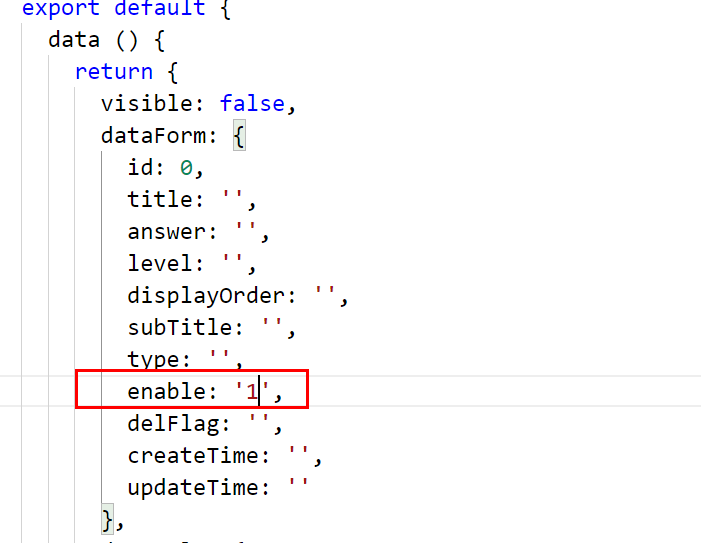 export default {
data () {
return {
visible: false,
dataForm: {
id: 0,
title: '',
answer: '',
level: '',
displayOrder: '',
subTitle: '',
type: '',
enable: '1',
delFlag: '',
createTime: '',
updateTime: ''
},